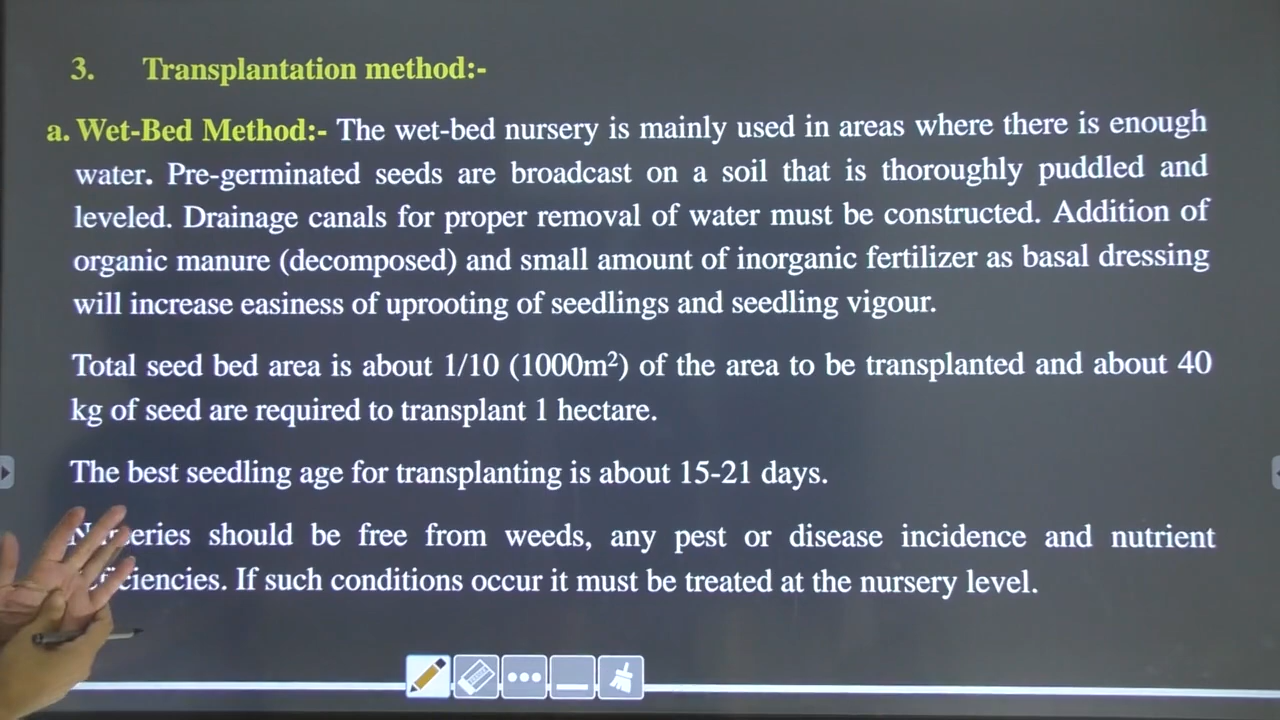 3. Transplantation method:-
a. Wet-Bed Method:- The wet-bed nursery is mainly used in areas where there is enough
water. Pre-germinated seeds are broadcast on a soil that is thoroughly puddled and
leveled. Drainage canals for proper removal of water must be constructed. Addition of
organic manure (decomposed) and small amount of inorganic fertilizer as basal dressing
will increase easiness of uprooting of seedlings and seedling vigour.
Total seed bed area is about 1/10 (1000m²) of the area to be transplanted and about 40
kg of seed are required to transplant 1 hectare.
The best seedling age for transplanting is about 15-21 days.
should be free from weeds, any pest or disease incidence and nutrient
If such conditions occur it must be treated at the nursery level.